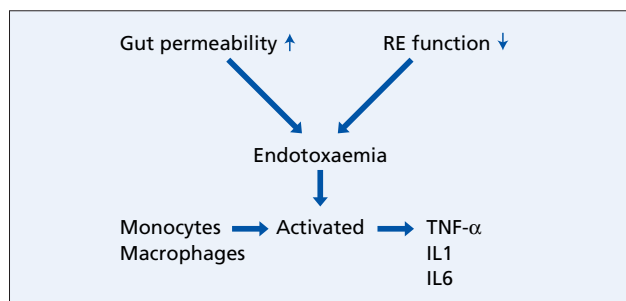 Gut permeability ↑ RE function ↓
Endotoxaemia
Monocytes → Activated → TNF-α
Macrophages IL1
IL6